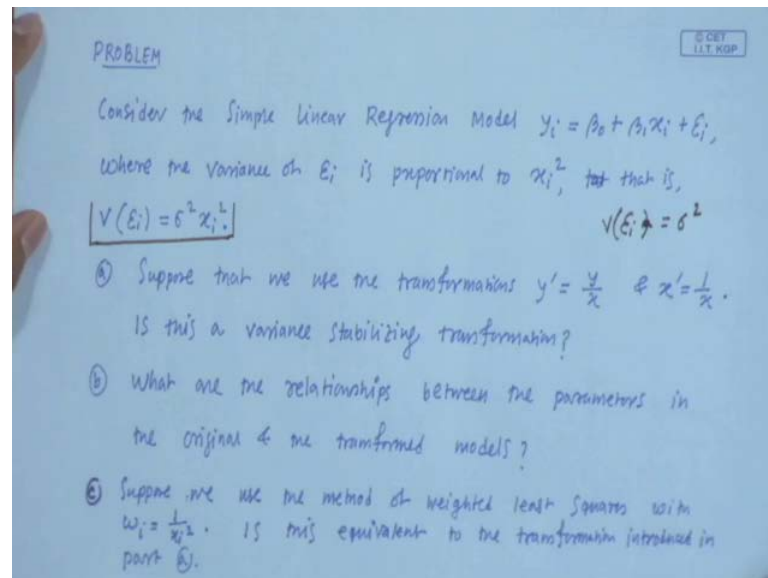 PROBLEM
© CET
I.I.T. KGP
Consider the Simple Linear Regression Model yᵢ = β₀ + β₁xᵢ + εᵢ,
where the variance of εᵢ is proportional to xᵢ², that is,
V(εᵢ) = σ²xᵢ².
V(εᵢ) = σ²
ⓐ Suppose that we use the transformations y' = y/x & x' = 1/x.
Is this a variance stabilizing transformation?
ⓑ What are the relationships between the parameters in
the original & the transformed models?
ⓒ Suppose we use the method of weighted least squares with
wᵢ = 1/xᵢ². Is this equivalent to the transformation introduced in
part ⓐ.